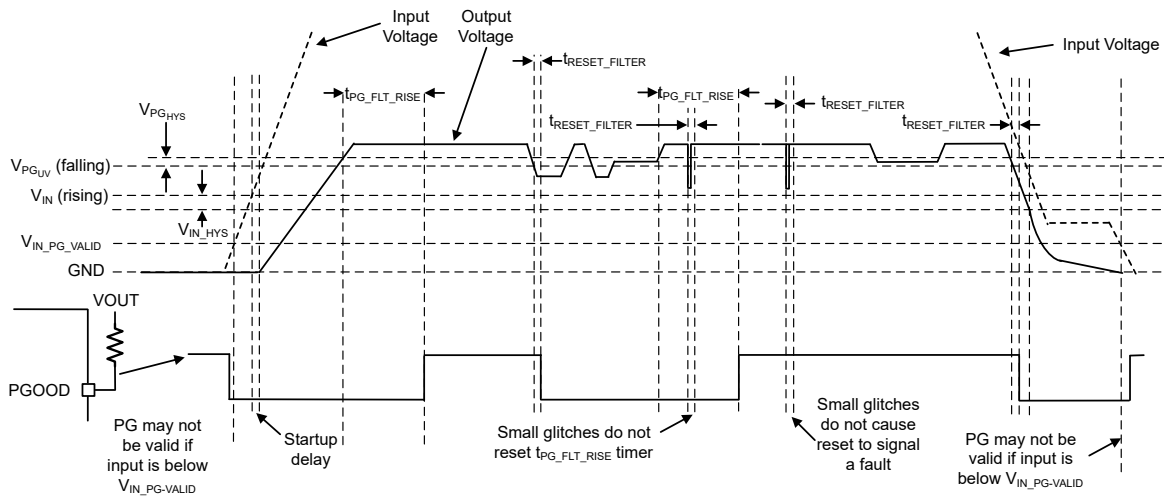 Input
Voltage
Output
Voltage
Input Voltage
tRESET_FILTER
tPG_FLT_RISE
tPG_FLT_RISE
tRESET_FILTER
VPGHYS
tRESET_FILTER
tRESET_FILTER
VPGUV (falling)
VIN (rising)
VIN_HYS
VIN_PG_VALID
GND
VOUT
PGOOD
PG may not
be valid if
input is below
VIN_PG-VALID
Startup
delay
Small glitches do not
reset tPG_FLT_RISE timer
Small glitches
do not cause
reset to signal
a fault
PG may not be
valid if input is
below VIN_PG-VALID